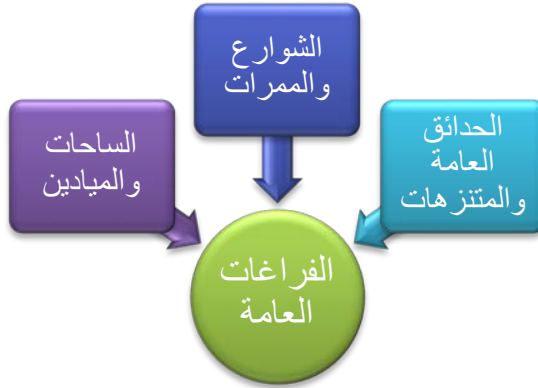 الشوارع
والممرات
الحدائق
العامة
والمتنزهات
الساحات
والميادين
الفراغات
العامة